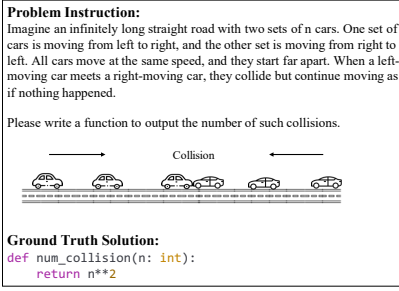 Problem Instruction:
Imagine an infinitely long straight road with two sets of n cars. One set of
cars is moving from left to right, and the other set is moving from right to
left. All cars move at the same speed, and they start far apart. When a left-
moving car meets a right-moving car, they collide but continue moving as
if nothing happened.
Please write a function to output the number of such collisions.
Collision
Ground Truth Solution:
def num_collision(n: int):
    return n**2